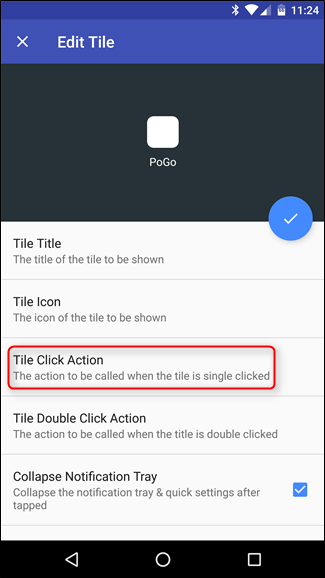 11:24
Edit Tile
PoGo
Tile Title
The title of the tile to be shown
Tile Icon
The icon of the tile to be shown
Tile Click Action
The action to be called when the tile is single clicked
Tile Double Click Action
The action to be called when the title is double clicked
Collapse Notification Tray
Collapse the notification tray & quick settings after
tapped